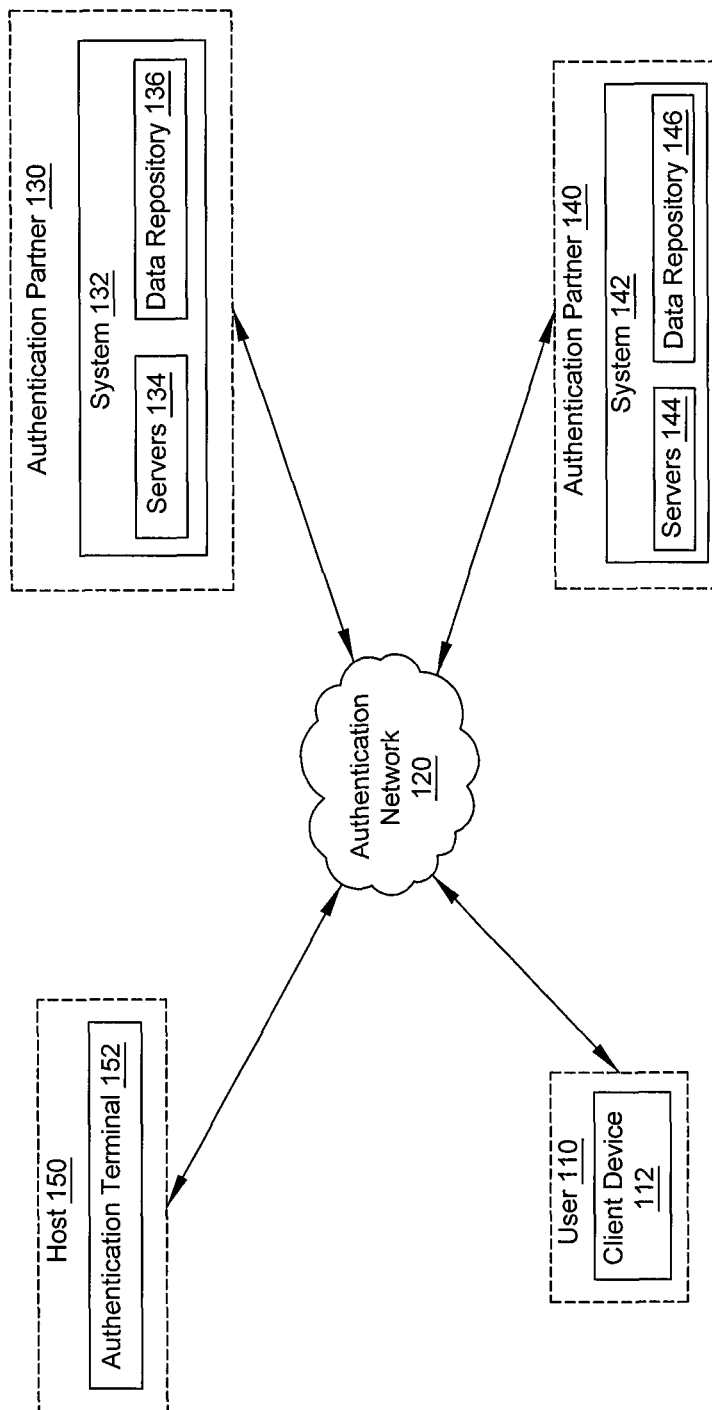 Host 150
Authentication Terminal 152
Authentication Partner 130
System 132
Servers 134
Data Repository 136
Authentication
Network
120
User 110
Client Device
112
Authentication Partner 140
System 142
Servers 144
Data Repository 146